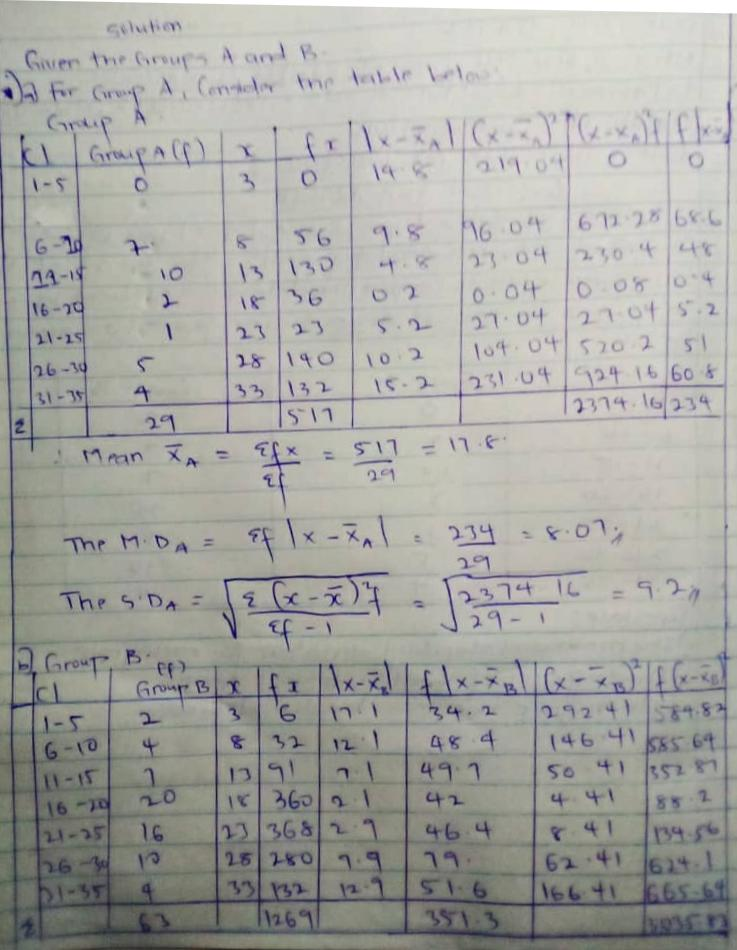 solution
Given the Groups A and B.
a) For Group A, Consider the table below
Group A
Cl | Group A (f) | x | fx | |x-x̄A| | (x-x̄A)² | (x-x̄A)²f | f|x-x̄
1-5 | 0 | 3 | 0 | 14.8 | 219.04 | 0 | 0
6-10 | 7 | 8 | 56 | 9.8 | 96.04 | 672.28 | 68.6
11-15 | 10 | 13 | 130 | 4.8 | 23.04 | 230.4 | 48
16-20 | 2 | 18 | 36 | 0.2 | 0.04 | 0.08 | 0.4
21-25 | 1 | 23 | 23 | 5.2 | 27.04 | 27.04 | 5.2
26-30 | 5 | 28 | 140 | 10.2 | 104.04 | 520.2 | 51
31-35 | 4 | 33 | 132 | 15.2 | 231.04 | 924.16 | 60.8
Σ | 29 | 517 | 2374.16 | 234
∴ Mean x̄A = Σfx/Σf = 517/29 = 17.8.
The M.DA = Σf|x-x̄A| = 234/29 = 8.07//
The S.DA = √(Σ(x-x̄)²f/Σf-1) = √(2374.16/29-1) = 9.2//
b) Group B.
Cl | (f) Group B | x | fx | |x-x̄B| | f|x-x̄B| | (x-x̄B)² | f(x-x̄B)²
1-5 | 2 | 3 | 6 | 17.1 | 34.2 | 292.41 | 584.82
6-10 | 4 | 8 | 32 | 12.1 | 48.4 | 146.41 | 585.64
11-15 | 7 | 13 | 91 | 7.1 | 49.7 | 50.41 | 352.87
16-20 | 20 | 18 | 360 | 2.1 | 42 | 4.41 | 88.2
21-25 | 16 | 23 | 368 | 2.9 | 46.4 | 8.41 | 134.56
26-30 | 10 | 28 | 280 | 7.9 | 79. | 62.41 | 624.1
31-35 | 4 | 33 | 132 | 12.9 | 51.6 | 166.41 | 665.64
Σ | 63 | 1269 | 351.3 | 3035.83